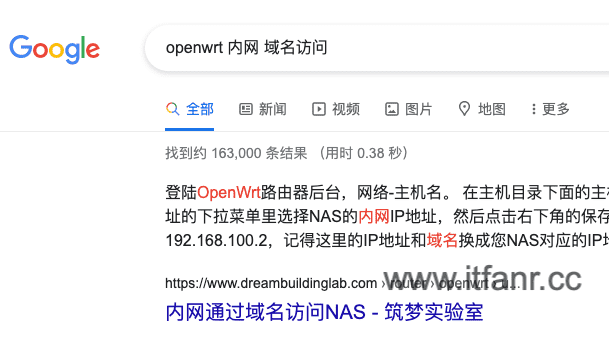 Google
openwrt 内网 域名访问
全部 新闻 视频 图片 地图 更多
找到约 163,000 条结果 （用时 0.38 秒）
登陆OpenWrt路由器后台，网络-主机名。 在主机目录下面的主
址的下拉菜单里选择NAS的内网IP地址，然后点击右下角的保存
192.168.100.2，记得这里的IP地址和域名换成您NAS对应的IP
https://www.dreambuildinglab.com › router › openwrt › u...
www.itfanr.cc
内网通过域名访问NAS - 筑梦实验室